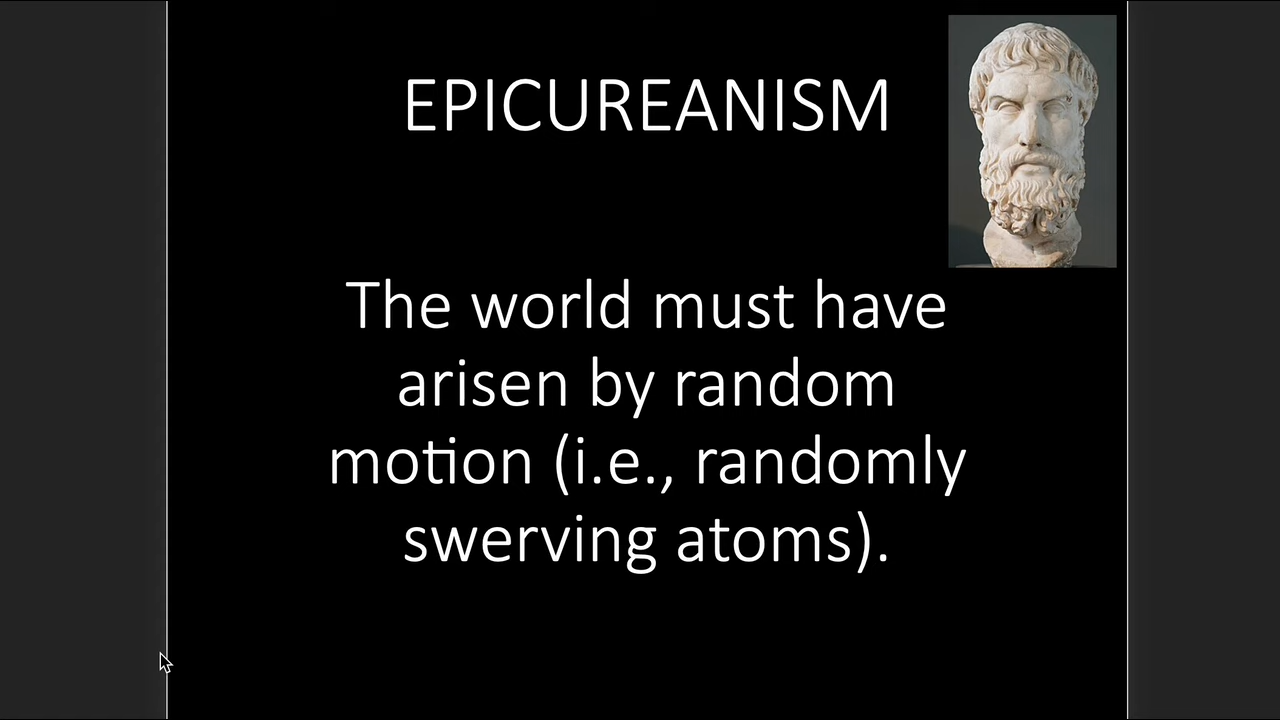 EPICUREANISM
The world must have
arisen by random
motion (i.e., randomly
swerving atoms).